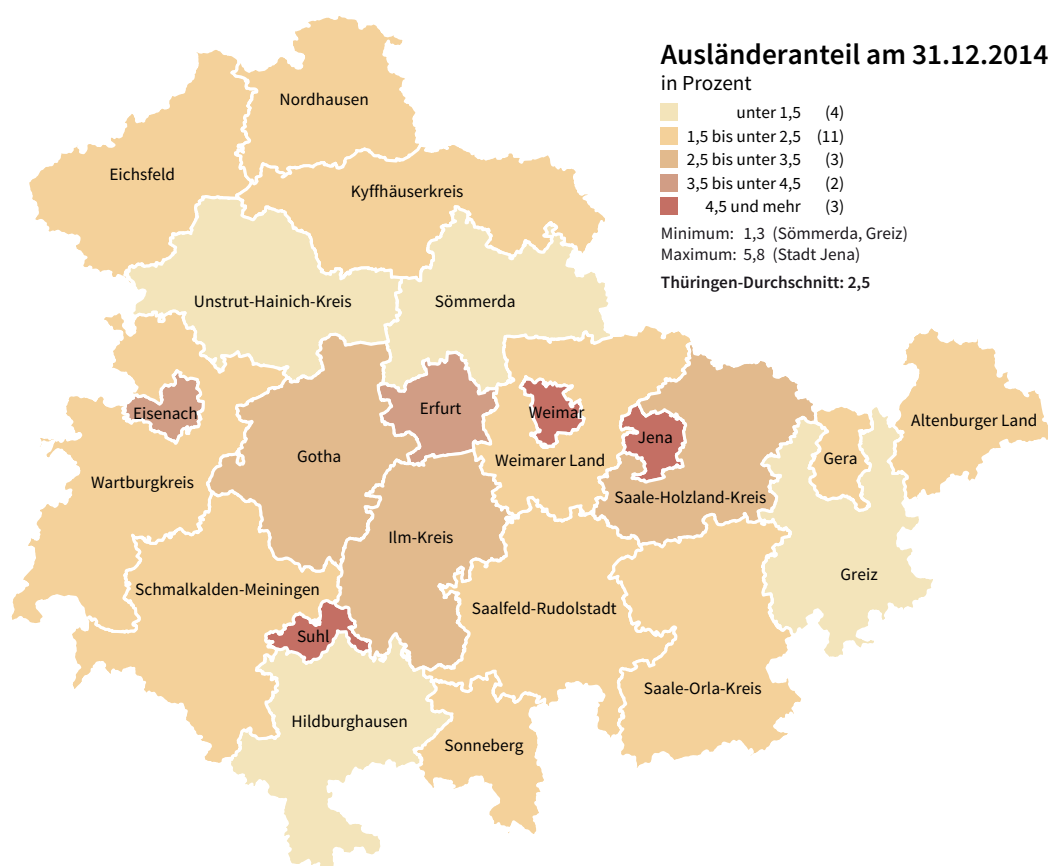 Ausländeranteil am 31.12.2014
in Prozent
unter 1,5 (4)
1,5 bis unter 2,5 (11)
2,5 bis unter 3,5 (3)
3,5 bis unter 4,5 (2)
4,5 und mehr (3)
Minimum: 1,3 (Sömmerda, Greiz)
Maximum: 5,8 (Stadt Jena)
Thüringen-Durchschnitt: 2,5
Nordhausen
Eichsfeld
Kyffhäuserkreis
Unstrut-Hainich-Kreis
Sömmerda
Eisenach
Erfurt
Weimar
Altenburger Land
Jena
Gotha
Weimarer Land
Gera
Wartburgkreis
Saale-Holzland-Kreis
Ilm-Kreis
Greiz
Schmalkalden-Meiningen
Saalfeld-Rudolstadt
Suhl
Saale-Orla-Kreis
Hildburghausen
Sonneberg